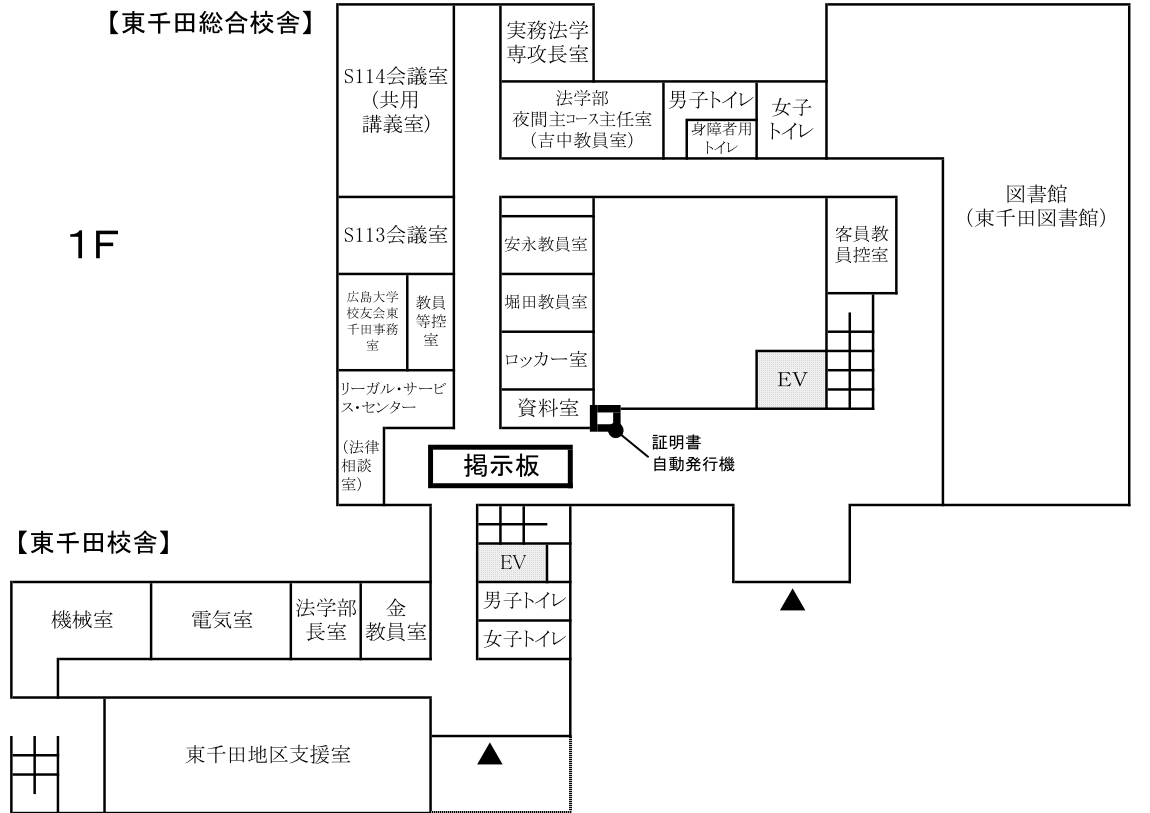 【東千田総合校舎】
実務法学
専攻長室
S114会議室
(共用
講義室)
法学部
夜間主コース主任室
(吉中教員室)
男子トイレ
身障者用
トイレ
女子
トイレ
図書館
(東千田図書館)
1F
S113会議室
安永教員室
客員教
員控室
広島大学
校友会東
千田事務
室
教員
等控
室
堀田教員室
ロッカー室
EV
リーガル・サービ
ス・センター
資料室
(法律
相談
室)
掲示板
証明書
自動発行機
【東千田校舎】
EV
機械室
電気室
法学部
長室
金
教員室
男子トイレ
女子トイレ
▲
東千田地区支援室
▲